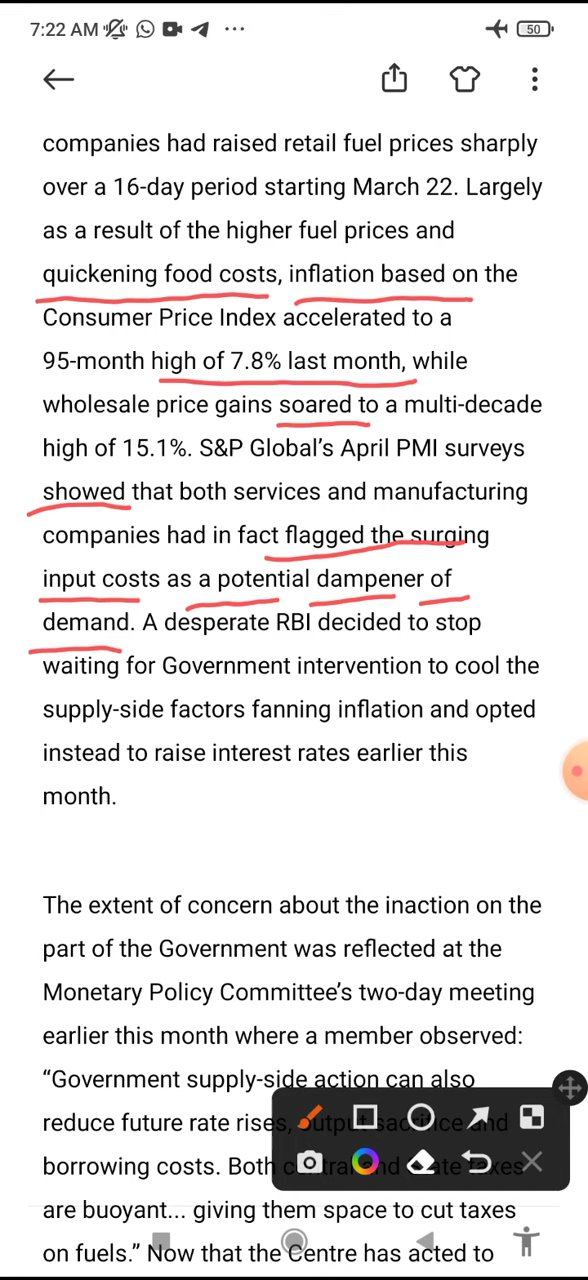 7:22 AM
50
companies had raised retail fuel prices sharply
over a 16-day period starting March 22. Largely
as a result of the higher fuel prices and
quickening food costs, inflation based on the
Consumer Price Index accelerated to a
95-month high of 7.8% last month, while
wholesale price gains soared to a multi-decade
high of 15.1%. S&P Global’s April PMI surveys
showed that both services and manufacturing
companies had in fact flagged the surging
input costs as a potential dampener of
demand. A desperate RBI decided to stop
waiting for Government intervention to cool the
supply-side factors fanning inflation and opted
instead to raise interest rates earlier this
month.
The extent of concern about the inaction on the
part of the Government was reflected at the
Monetary Policy Committee’s two-day meeting
earlier this month where a member observed:
“Government supply-side action can also
reduce future rate rises, output sacrifice and
borrowing costs. Both central and state taxes
are buoyant... giving them space to cut taxes
on fuels.” Now that the Centre has acted to